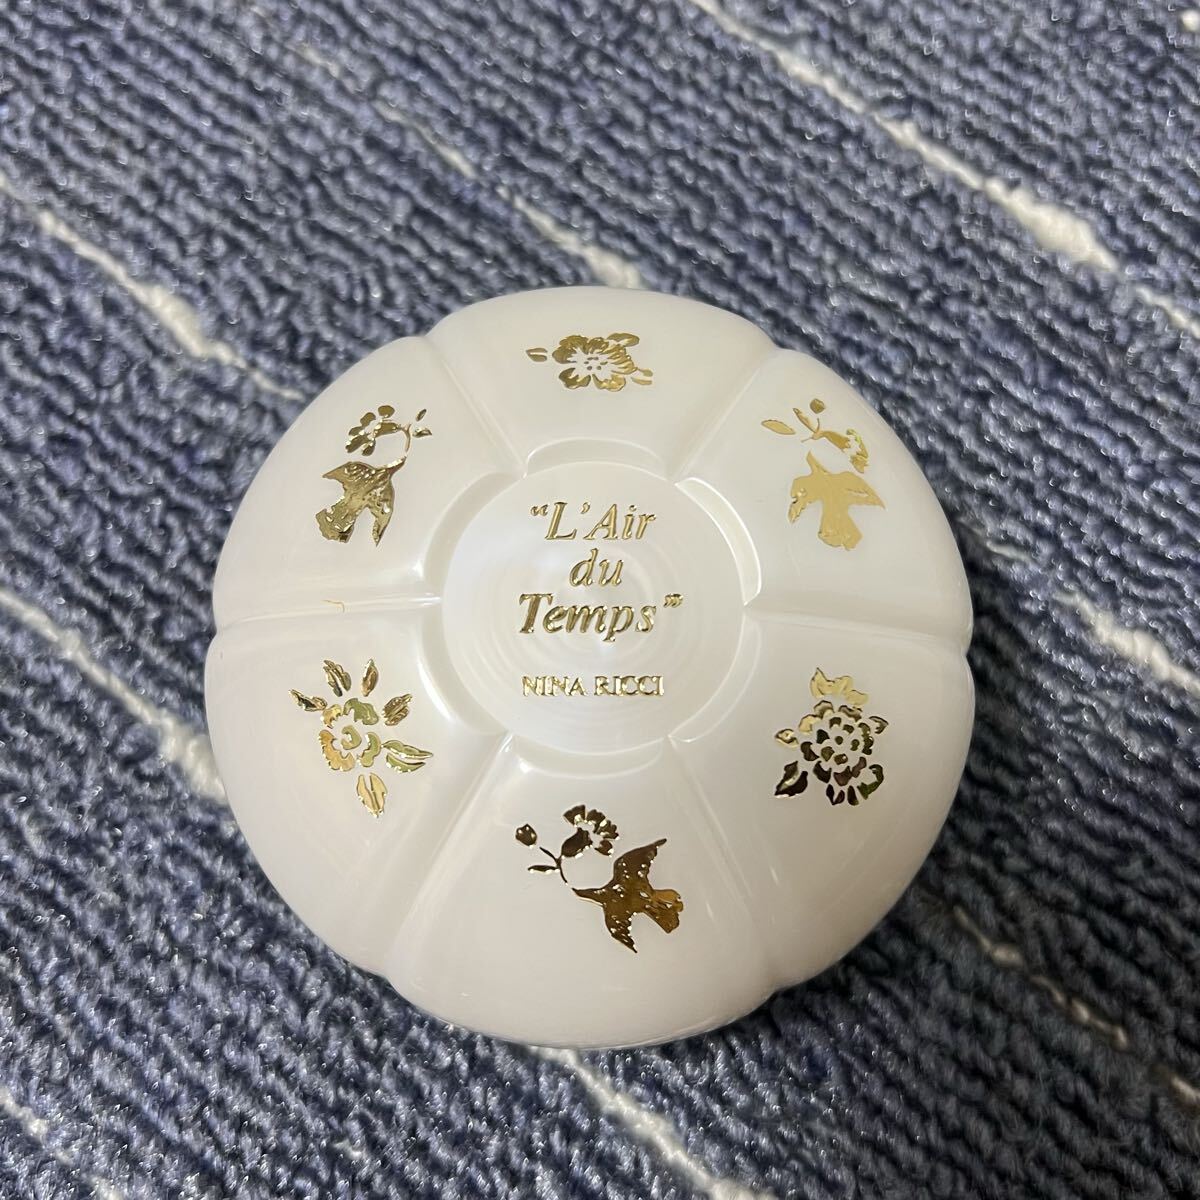 “L’Air
du
Temps”
NINA RICCI